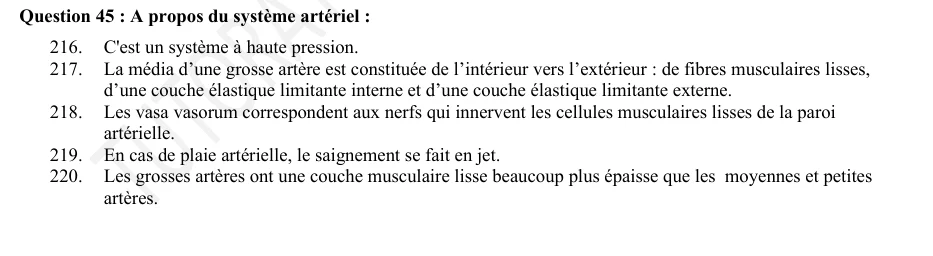 Question 45 : A propos du système artériel :
216. C'est un système à haute pression.
217. La média d’une grosse artère est constituée de l’intérieur vers l’extérieur : de fibres musculaires lisses,
d’une couche élastique limitante interne et d’une couche élastique limitante externe.
218. Les vasa vasorum correspondent aux nerfs qui innervent les cellules musculaires lisses de la paroi
artérielle.
219. En cas de plaie artérielle, le saignement se fait en jet.
220. Les grosses artères ont une couche musculaire lisse beaucoup plus épaisse que les moyennes et petites
artères.